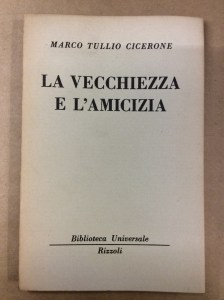 MARCO TULLIO CICERONE
LA VECCHIEZZA
E L'AMICIZIA
Biblioteca Universale
Rizzoli